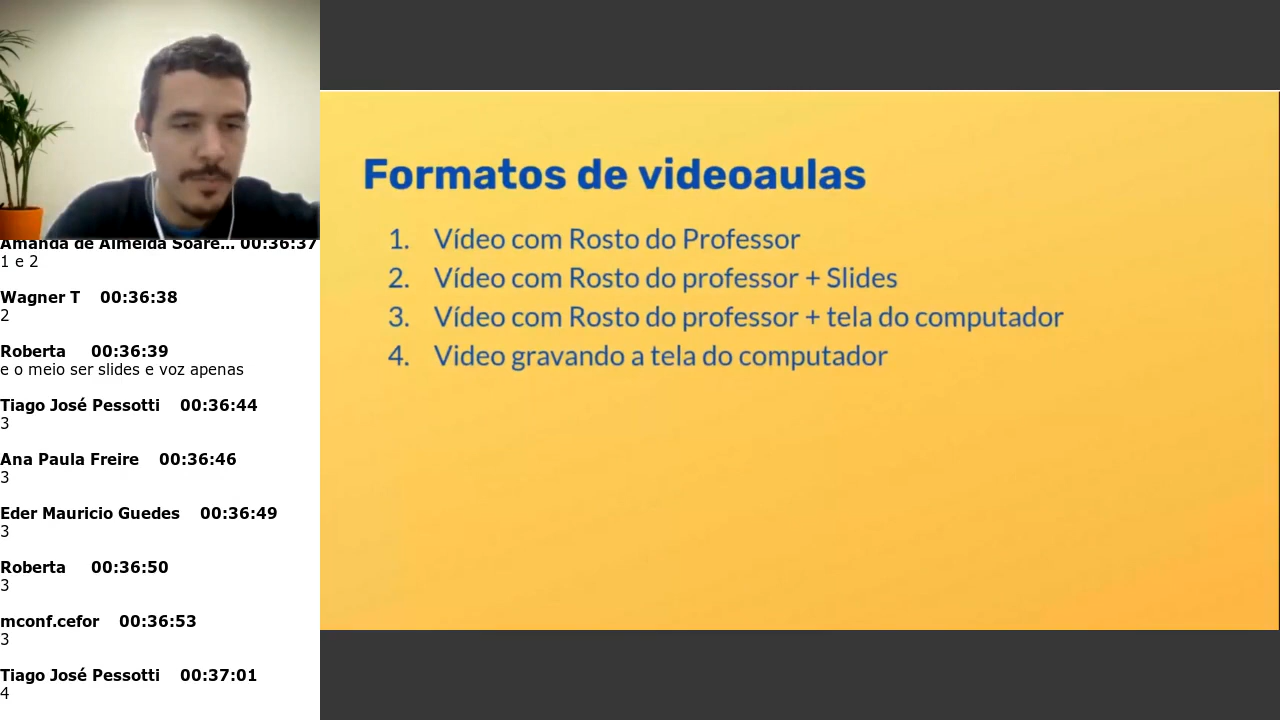 Amanda de Almeida Soare... 00:36:37
1 e 2
Wagner T 00:36:38
2
Roberta 00:36:39
e o meio ser slides e voz apenas
Tiago José Pessotti 00:36:44
3
Ana Paula Freire 00:36:46
3
Eder Mauricio Guedes 00:36:49
3
Roberta 00:36:50
3
mconf.cefor 00:36:53
3
Tiago José Pessotti 00:37:01
4
Formatos de videoaulas
1. Vídeo com Rosto do Professor
2. Vídeo com Rosto do professor + Slides
3. Vídeo com Rosto do professor + tela do computador
4. Video gravando a tela do computador